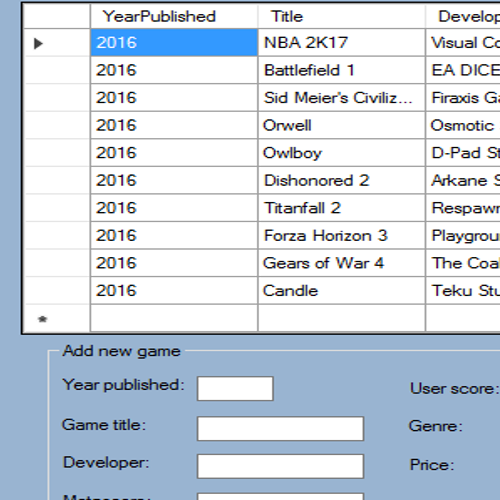 YearPublished Title Develop
2016 NBA 2K17 Visual Co
2016 Battlefield 1 EA DICE
2016 Sid Meier's Civiliz... Firaxis Ga
2016 Orwell Osmotic
2016 Owlboy D-Pad St
2016 Dishonored 2 Arkane S
2016 Titanfall 2 Respawn
2016 Forza Horizon 3 Playgroun
2016 Gears of War 4 The Coal
2016 Candle Teku Stu
Add new game
Year published: User score:
Game title: Genre:
Developer: Price: